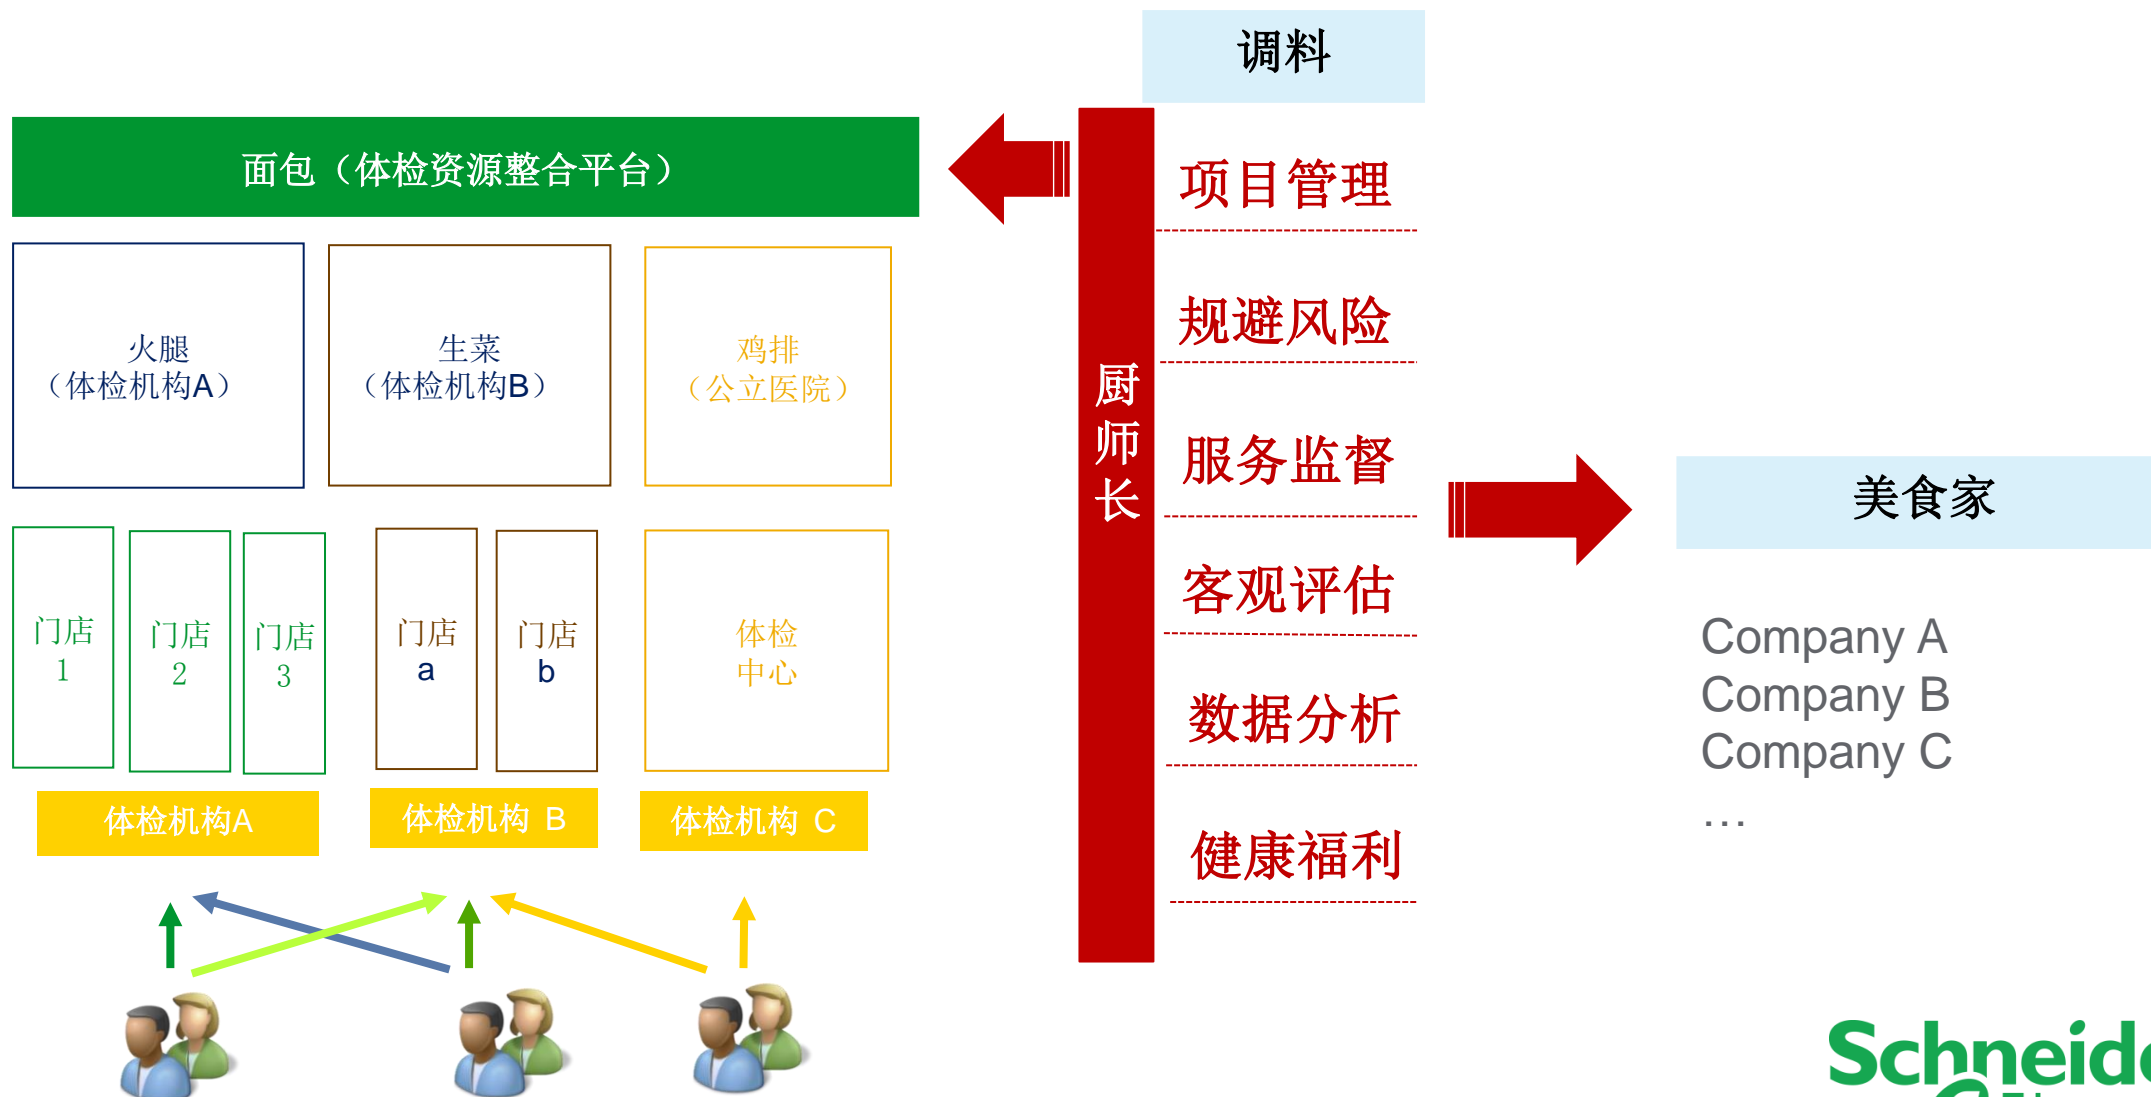 调料
面包（体检资源整合平台）
火腿
（体检机构A）
生菜
（体检机构B）
鸡排
（公立医院）
门店
1
门店
2
门店
3
门店
a
门店
b
体检
中心
体检机构A
体检机构 B
体检机构 C
厨师长
项目管理
规避风险
服务监督
客观评估
数据分析
健康福利
美食家
Company A
Company B
Company C
…